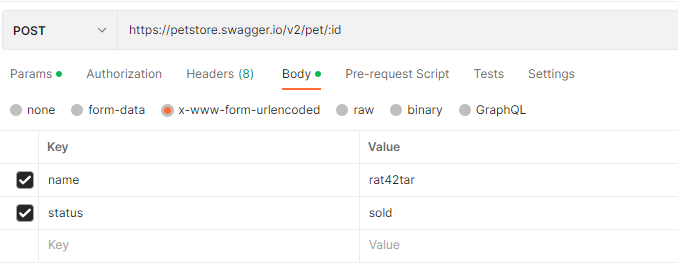 POST https://petstore.swagger.io/v2/pet/:id
Params Authorization Headers (8) Body Pre-request Script Tests Settings
none form-data x-www-form-urlencoded raw binary GraphQL
Key Value
name rat42tar
status sold
Key Value